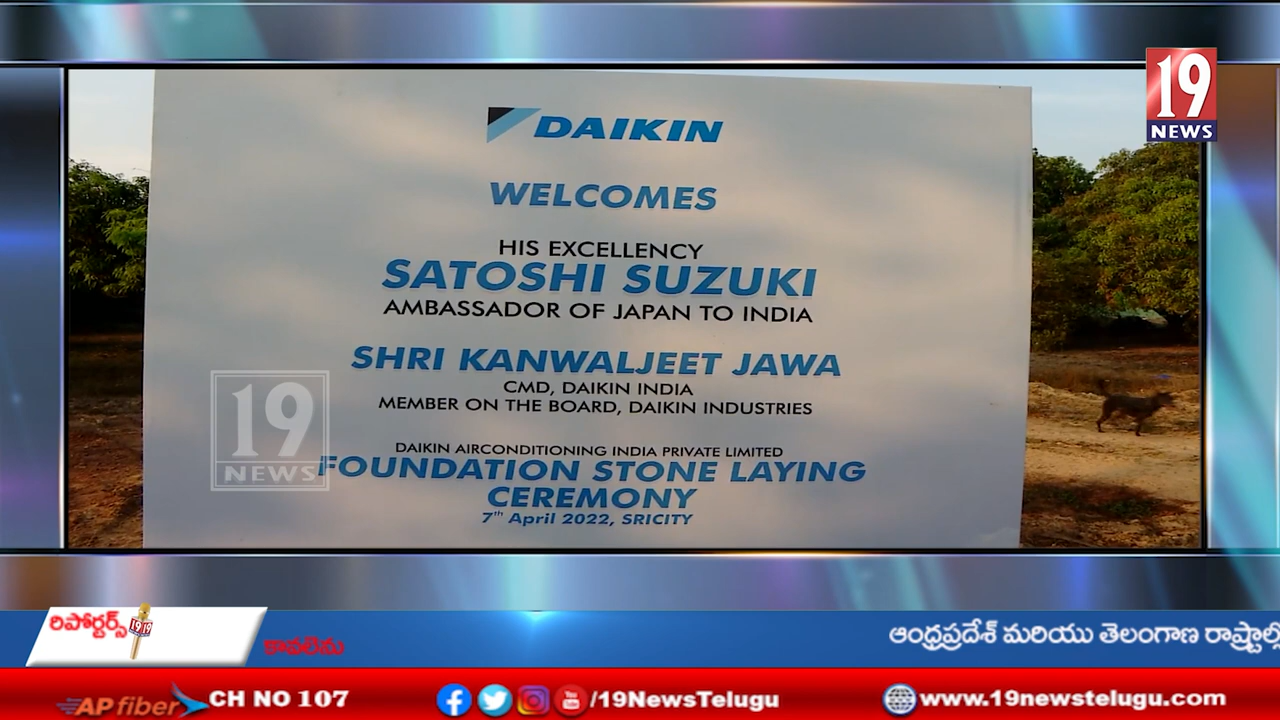 19
NEWS
DAIKIN
WELCOMES
HIS EXCELLENCY
SATOSHI SUZUKI
AMBASSADOR OF JAPAN TO INDIA
SHRI KANWALJEET JAWA
CMD, DAIKIN INDIA
MEMBER ON THE BOARD, DAIKIN INDUSTRIES
19
NEWS
DAIKIN AIRCONDITIONING INDIA PRIVATE LIMITED
FOUNDATION STONE LAYING
CEREMONY
7th April 2022, SRICITY
రిపోర్టర్స్ 19 19
కావలెను
ఆంధ్రప్రదేశ్ మరియు తెలంగాణ
AP fiber CH NO 107
/19NewsTelugu
www.19newstelugu.com